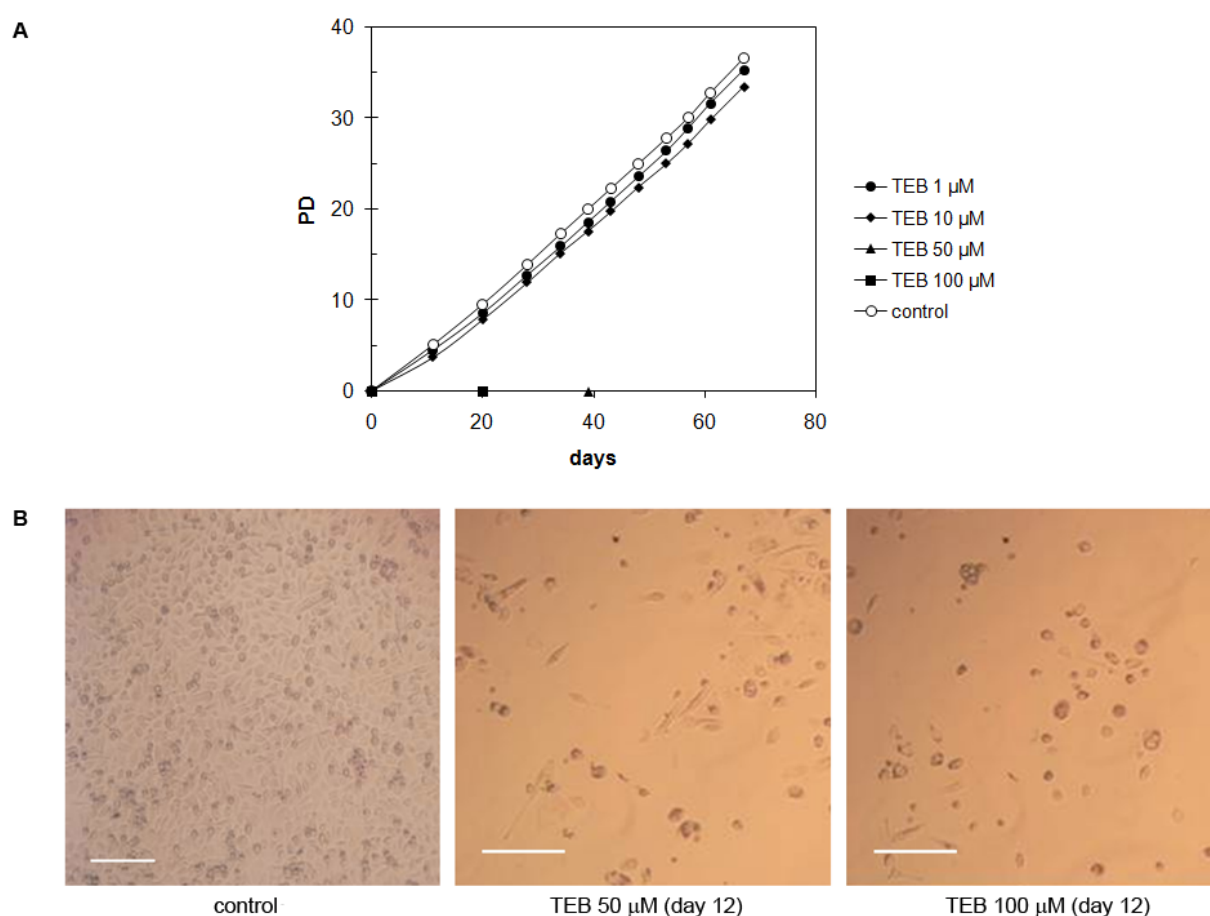 A
40
30
20
10
0
PD
0 20 40 60 80
days
TEB 1 µM
TEB 10 µM
TEB 50 µM
TEB 100 µM
control
B
control
TEB 50 µM (day 12)
TEB 100 µM (day 12)